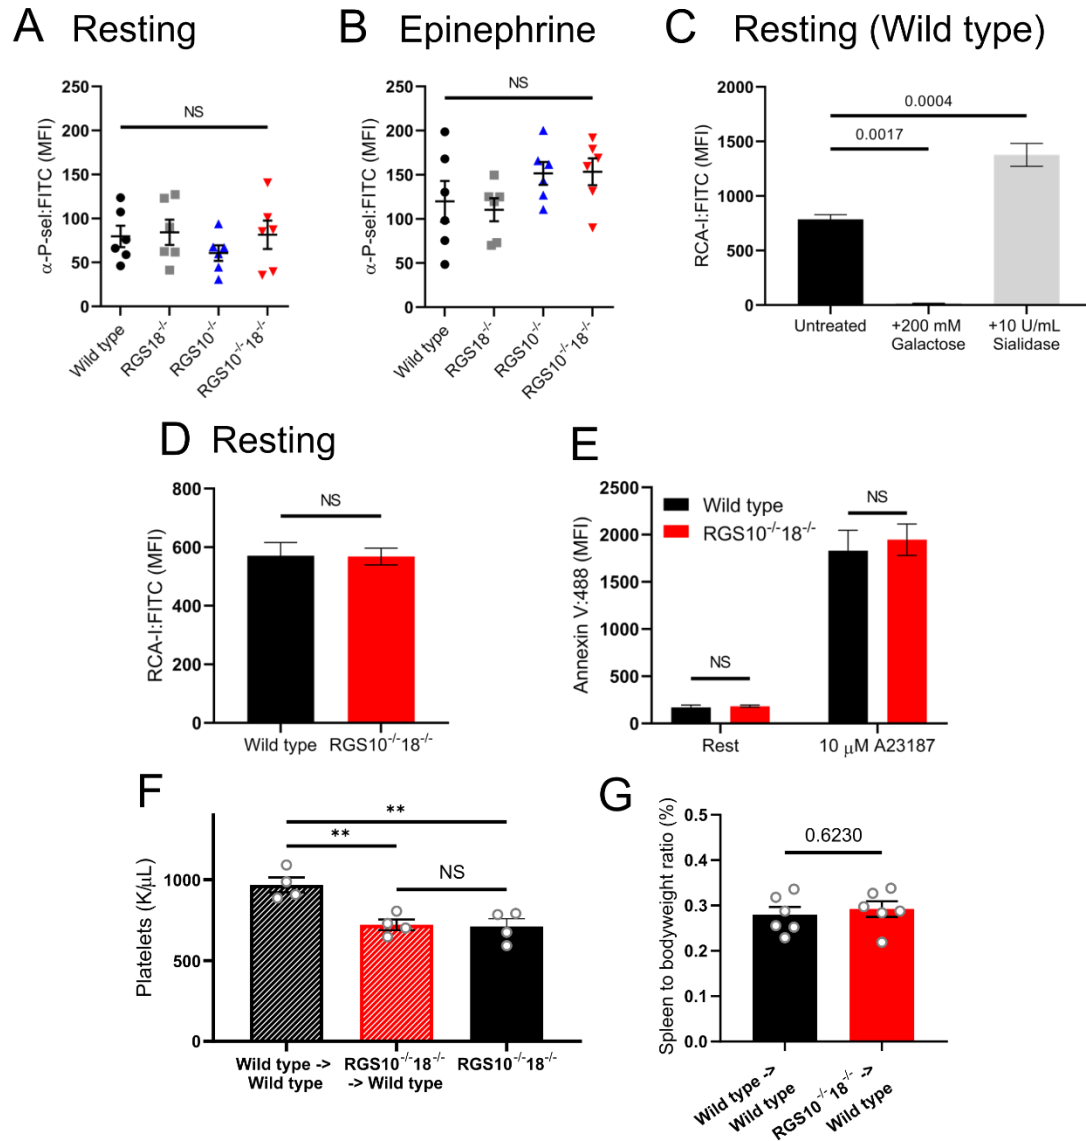 A Resting
α-P-sel:FITC (MFI)
250
200
150
100
50
0
NS
Wild type
RGS18-/-
RGS10-/-
RGS10-/-18-/-
B Epinephrine
α-P-sel:FITC (MFI)
250
200
150
100
50
0
NS
Wild type
RGS18-/-
RGS10-/-
RGS10-/-18-/-
C Resting (Wild type)
RCA-I:FITC (MFI)
2000
1500
1000
500
0
0.0004
0.0017
Untreated
+200 mM
Galactose
+10 U/mL
Sialidase
D Resting
RCA-I:FITC (MFI)
800
600
400
200
0
NS
Wild type
RGS10-/-18-/-
E
Annexin V:488 (MFI)
2500
2000
1500
1000
500
0
Wild type
RGS10-/-18-/-
NS
NS
Rest
10 μM A23187
F
Platelets (K/μL)
1000
500
0
**
**
NS
Wild type ->
Wild type
RGS10-/-18-/-
-> Wild type
RGS10-/-18-/-
G
Spleen to bodyweight ratio (%)
0.5
0.4
0.3
0.2
0.1
0.0
0.6230
Wild type ->
Wild type
RGS10-/-18-/- ->
Wild type